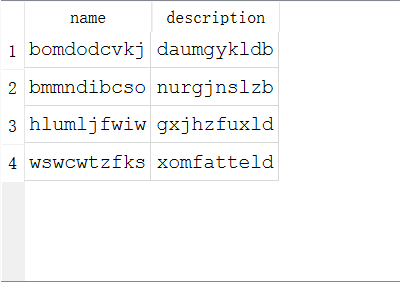 name description
1 bomdodcvkj daumgykldb
2 bmmndibcso nurgjnslzb
3 hlumljfwiw gxjhzfuxld
4 wswcwtzfks xomfatteld